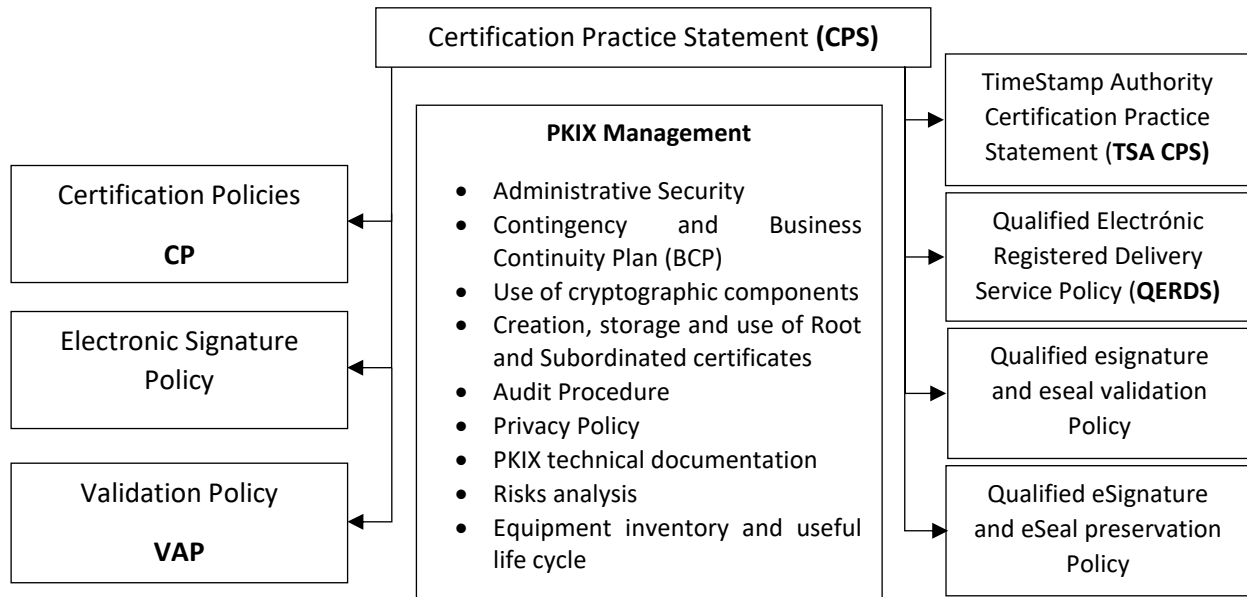 Certification Practice Statement (CPS)
Certification Policies
CP
Electronic Signature
Policy
Validation Policy
VAP
PKIX Management
• Administrative Security
• Contingency and Business
Continuity Plan (BCP)
• Use of cryptographic components
• Creation, storage and use of Root
and Subordinated certificates
• Audit Procedure
• Privacy Policy
• PKIX technical documentation
• Risks analysis
• Equipment inventory and useful
life cycle
TimeStamp Authority
Certification Practice
Statement (TSA CPS)
Qualified Electrónic
Registered Delivery
Service Policy (QERDS)
Qualified esignature
and eseal validation
Policy
Qualified eSignature
and eSeal preservation
Policy